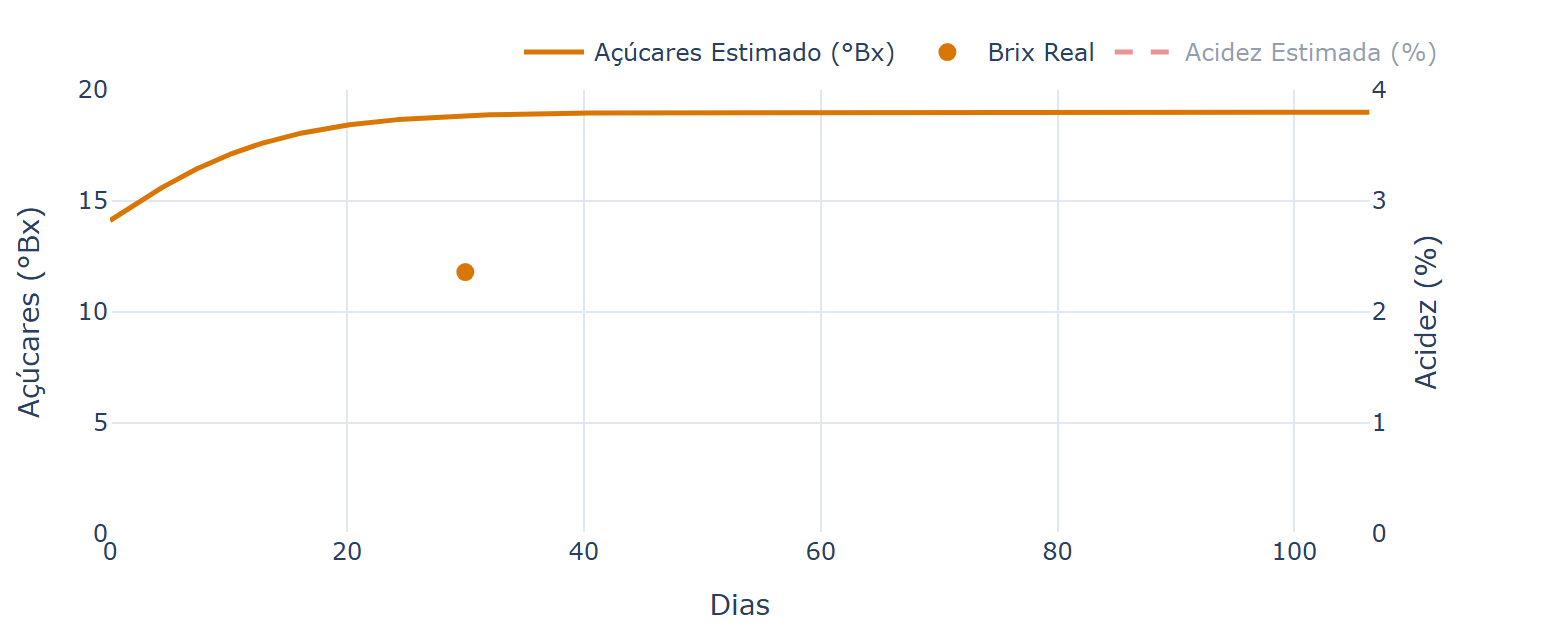 Açúcares Estimado (°Bx)
Brix Real
Acidez Estimada (%)
20
15
10
5
0
Açúcares (°Bx)
4
3
2
1
0
Acidez (%)
0
20
40
60
80
100
Dias